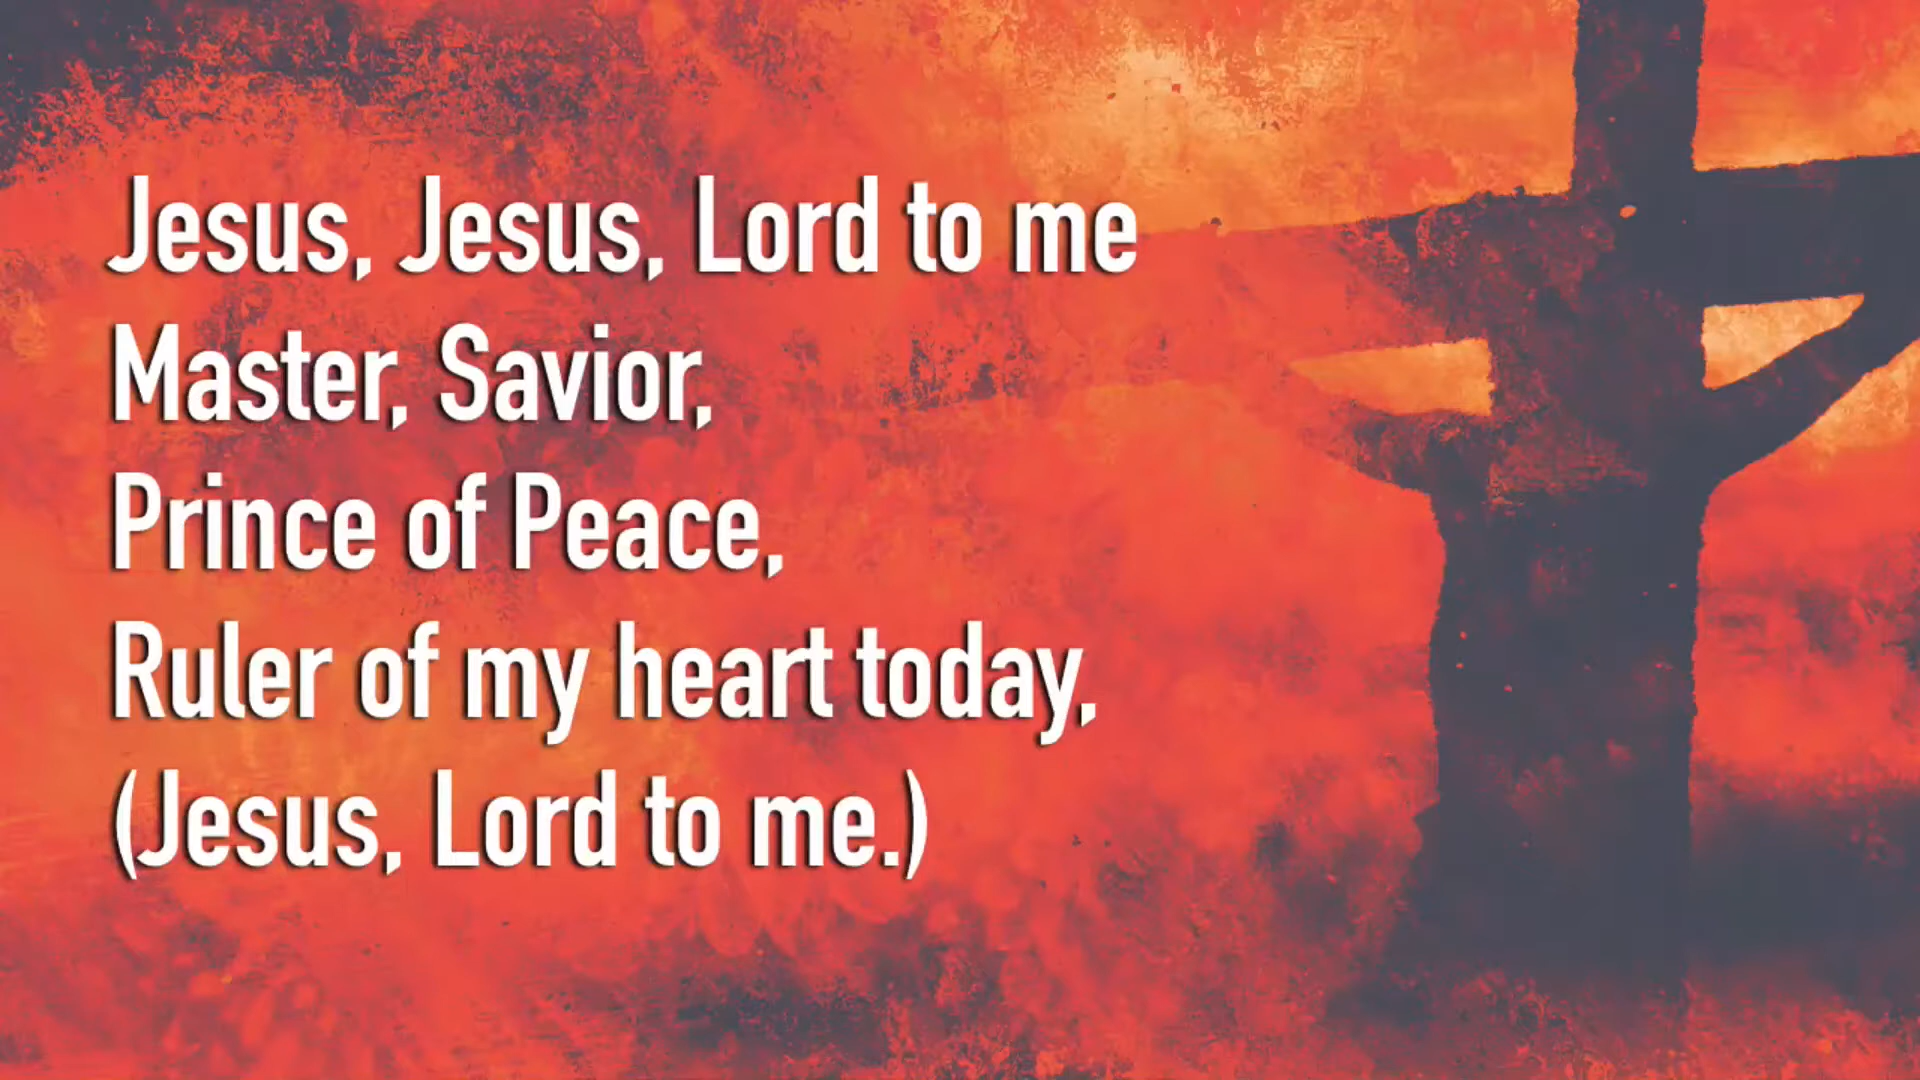 Jesus, Jesus, Lord to me
Master, Savior,
Prince of Peace,
Ruler of my heart today,
(Jesus, Lord to me.)